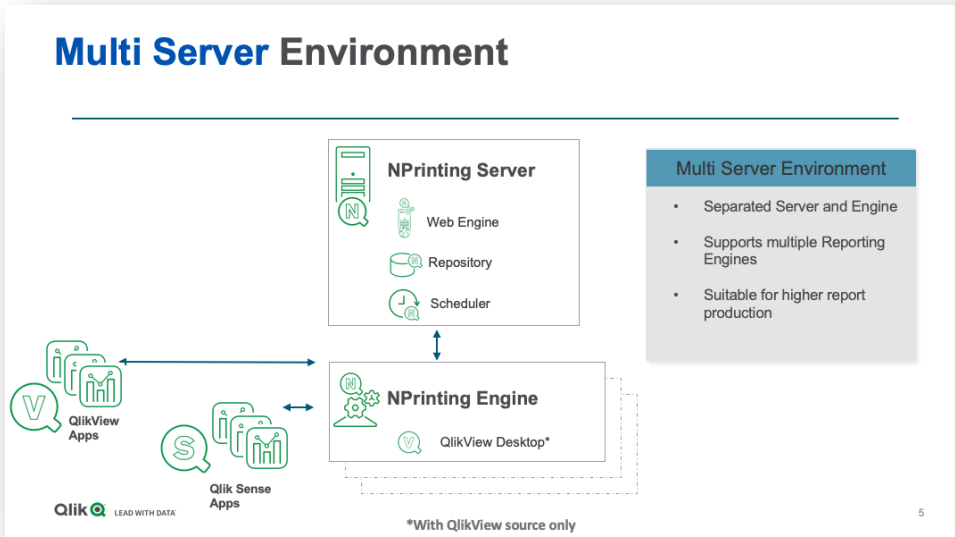 Multi Server Environment
NPrinting Server
N
Web Engine
Repository
Scheduler
Multi Server Environment
• Separated Server and Engine
• Supports multiple Reporting
Engines
• Suitable for higher report
production
V
QlikView
Apps
S
Qlik Sense
Apps
N
NPrinting Engine
V
QlikView Desktop*
Qlik LEAD WITH DATA
*With QlikView source only
5